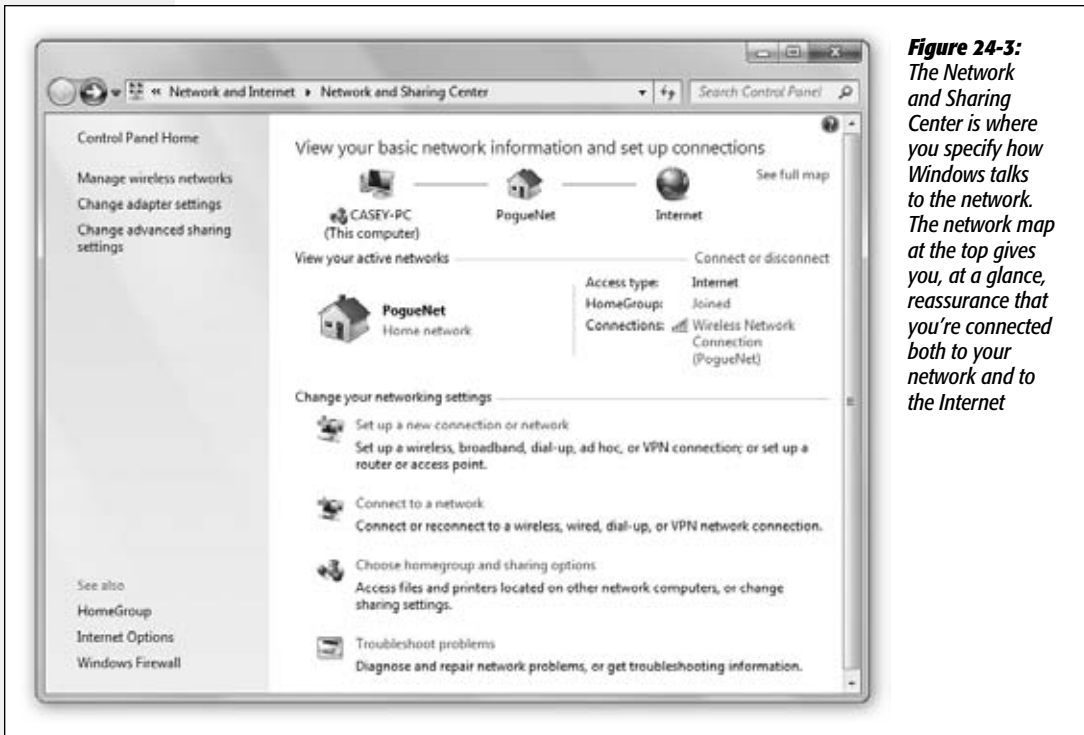 « Network and Internet ▸ Network and Sharing Center
Search Control Panel
Control Panel Home
Manage wireless networks
Change adapter settings
Change advanced sharing
settings
See also
HomeGroup
Internet Options
Windows Firewall
View your basic network information and set up connections
See full map
CASEY-PC
(This computer)
PogueNet
Internet
View your active networks
Connect or disconnect
PogueNet
Home network
Access type: Internet
HomeGroup: Joined
Connections: Wireless Network
Connection
(PogueNet)
Change your networking settings
Set up a new connection or network
Set up a wireless, broadband, dial-up, ad hoc, or VPN connection; or set up a
router or access point.
Connect to a network
Connect or reconnect to a wireless, wired, dial-up, or VPN network connection.
Choose homegroup and sharing options
Access files and printers located on other network computers, or change
sharing settings.
Troubleshoot problems
Diagnose and repair network problems, or get troubleshooting information.
Figure 24-3:
The Network
and Sharing
Center is where
you specify how
Windows talks
to the network.
The network map
at the top gives
you, at a glance,
reassurance that
you're connected
both to your
network and to
the Internet